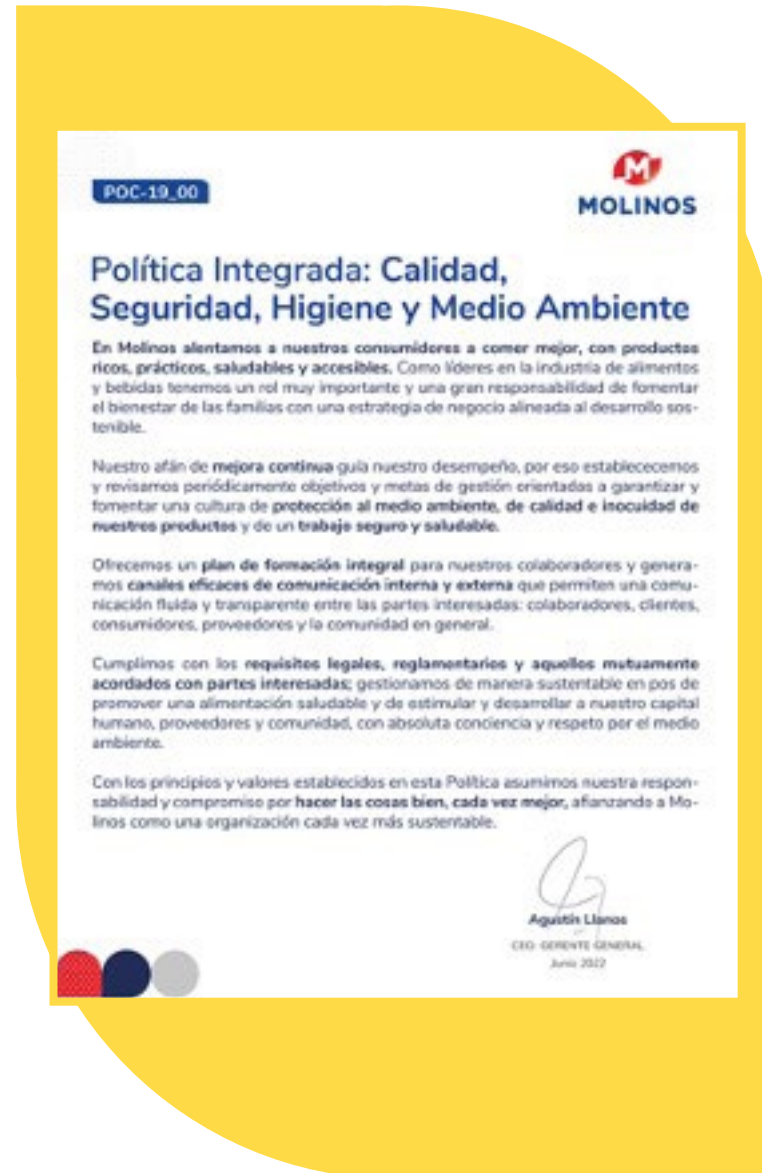 POC-19_00
MOLINOS
Política Integrada: Calidad,
Seguridad, Higiene y Medio Ambiente
En Molinos alentamos a nuestros consumidores a comer mejor, con productos
ricos, prácticos, saludables y accesibles. Como líderes en la industria de alimentos
y bebidas tenemos un rol muy importante y una gran responsabilidad de fomentar
el bienestar de las familias con una estrategia de negocio alineada al desarrollo sos-
tenible.
Nuestro afán de mejora continua guía nuestro desempeño, por eso establececemos
y revisamos periódicamente objetivos y metas de gestión orientadas a garantizar y
fomentar una cultura de protección al medio ambiente, de calidad e inocuidad de
nuestros productos y de un trabajo seguro y saludable.
Ofrecemos un plan de formación integral para nuestros colaboradores y genera-
mos canales eficaces de comunicación interna y externa que permiten una comu-
nicación fluida y transparente entre las partes interesadas: colaboradores, clientes,
consumidores, proveedores y la comunidad en general.
Cumplimos con los requisitos legales, reglamentarios y aquellos mutuamente
acordados con partes interesadas; gestionamos de manera sustentable en pos de
promover una alimentación saludable y de estimular y desarrollar a nuestro capital
humano, proveedores y comunidad, con absoluta conciencia y respeto por el medio
ambiente.
Con los principios y valores establecidos en esta Política asumimos nuestra respon-
sabilidad y compromiso por hacer las cosas bien, cada vez mejor, afianzando a Mo-
linos como una organización cada vez más sustentable.
Agustín Llanos
CEO GERENTE GENERAL
Junio 2022